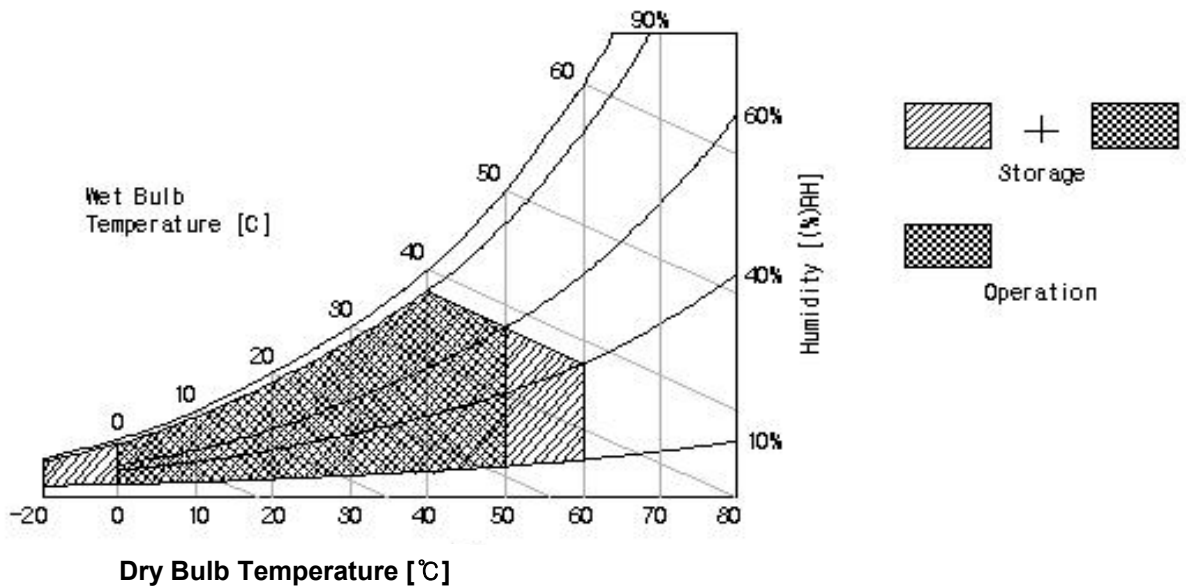 90%
60
60%
50
Wet Bulb
Temperature [C]
40
Humidity [(%)RH]
30
40%
20
10
0
10%
-20 0 10 20 30 40 50 60 70 80
Dry Bulb Temperature [℃]
+
Storage
Operation